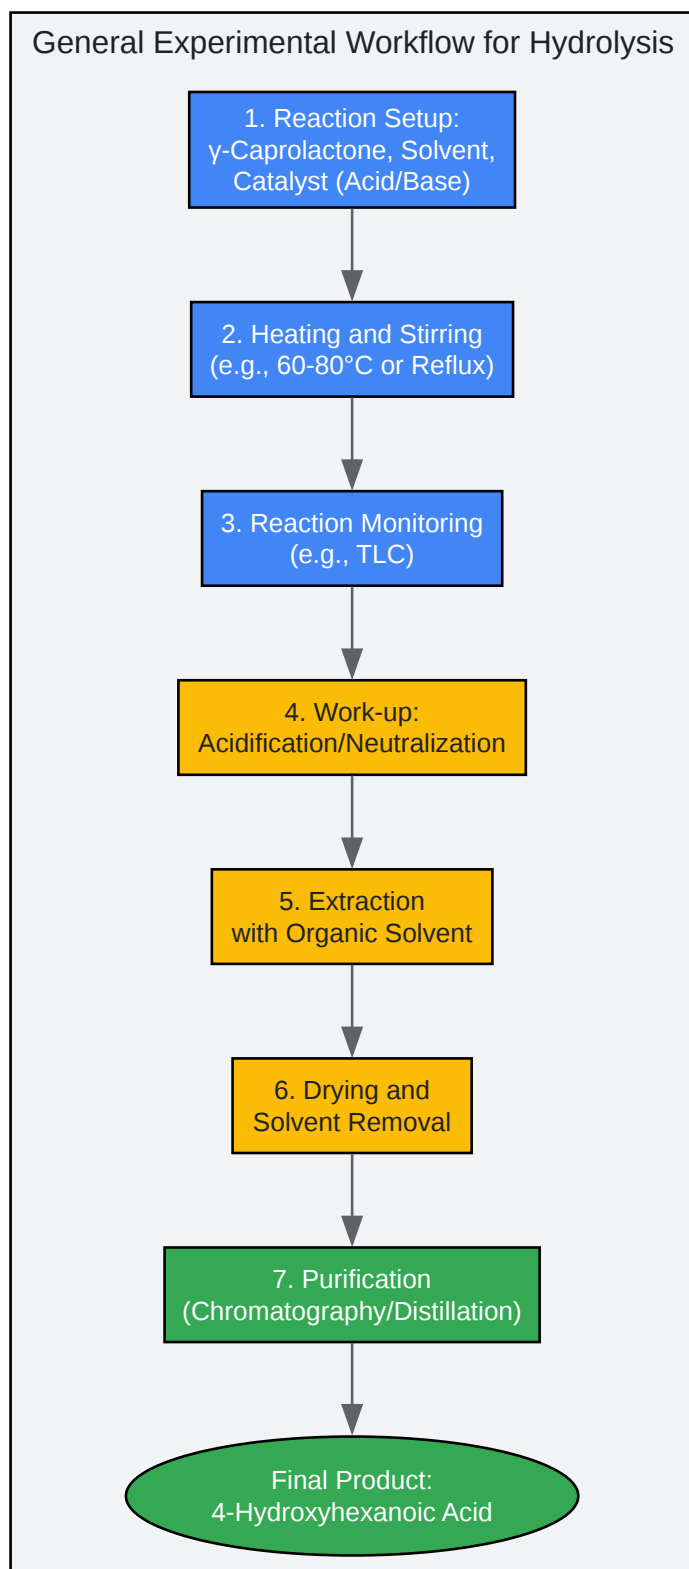 General Experimental Workflow for Hydrolysis
1. Reaction Setup:
γ-Caprolactone, Solvent,
Catalyst (Acid/Base)
2. Heating and Stirring
(e.g., 60-80°C or Reflux)
3. Reaction Monitoring
(e.g., TLC)
4. Work-up:
Acidification/Neutralization
5. Extraction
with Organic Solvent
6. Drying and
Solvent Removal
7. Purification
(Chromatography/Distillation)
Final Product:
4-Hydroxyhexanoic Acid